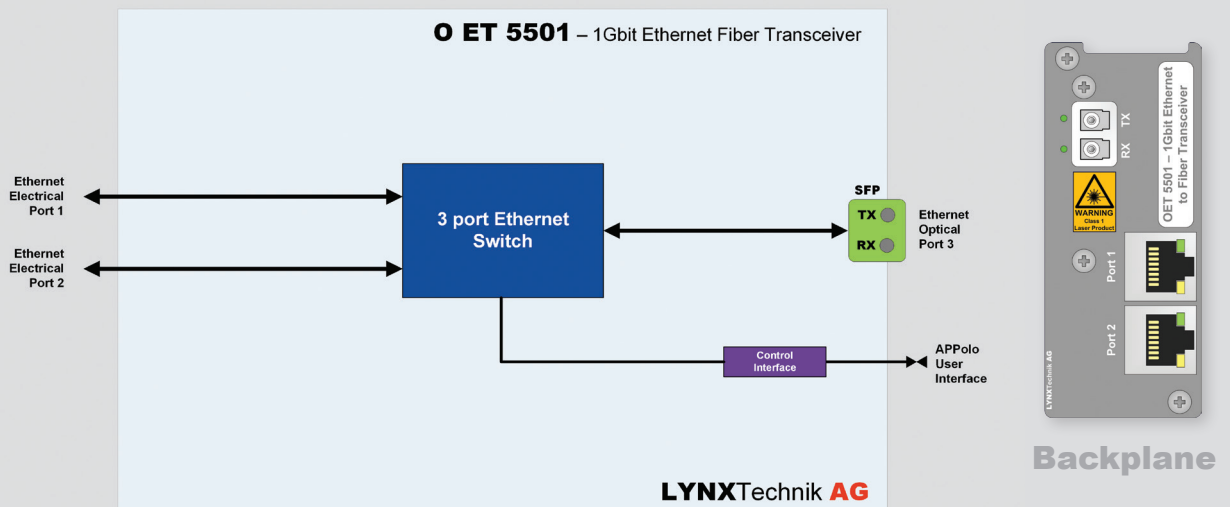 O ET 5501 – 1Gbit Ethernet Fiber Transceiver
Ethernet
Electrical
Port 1
Ethernet
Electrical
Port 2
3 port Ethernet
Switch
SFP
TX
RX
Ethernet
Optical
Port 3
Control
Interface
APPolo
User
Interface
LYNXTechnik AG
OET 5501 – 1Gbit Ethernet
to Fiber Transceiver
TX
RX
WARNING
Class 1
Laser Product
Port 1
Port 2
LYNXTechnik AG
Backplane